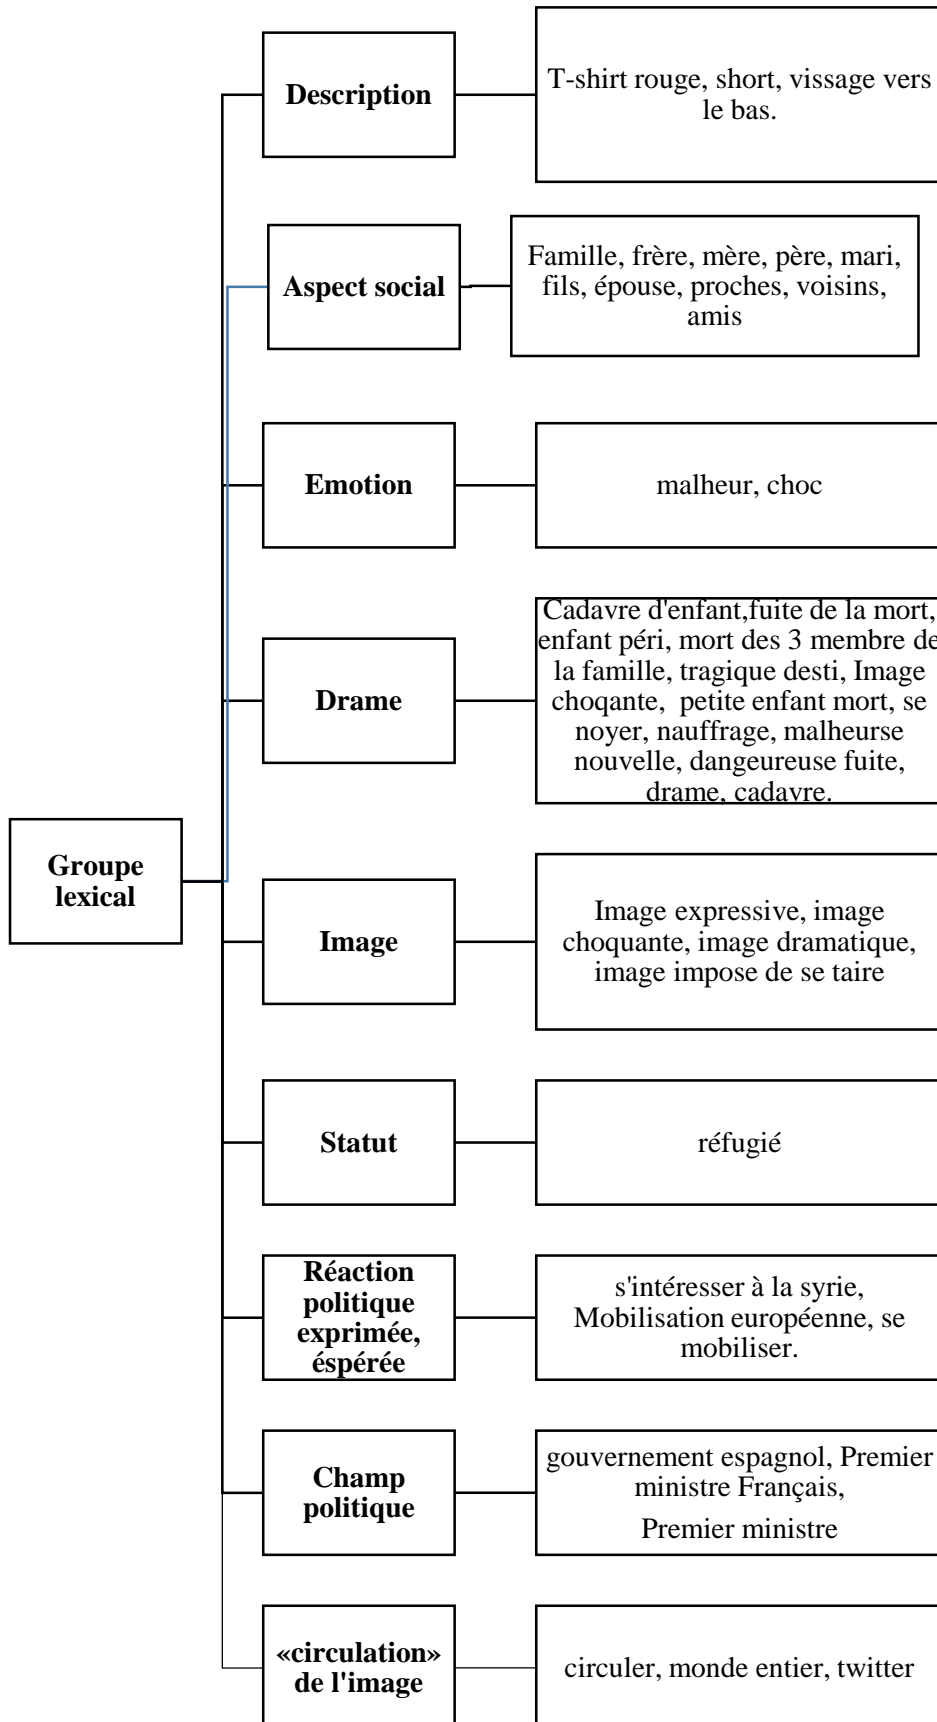 Description
T-shirt rouge, short, vissage vers
le bas.
Aspect social
Famille, frère, mère, père, mari,
fils, épouse, proches, voisins,
amis
Emotion
malheur, choc
Drame
Cadavre d'enfant,fuite de la mort,
enfant péri, mort des 3 membre de
la famille, tragique desti, Image
choqante, petite enfant mort, se
noyer, nauffrage, malheurse
nouvelle, dangeureuse fuite,
drame, cadavre.
Groupe
lexical
Image
Image expressive, image
choquante, image dramatique,
image impose de se taire
Statut
réfugié
Réaction
politique
exprimée,
éspérée
s'intéresser à la syrie,
Mobilisation européenne, se
mobiliser.
Champ
politique
gouvernement espagnol, Premier
ministre Français,
Premier ministre
«circulation»
de l'image
circuler, monde entier, twitter